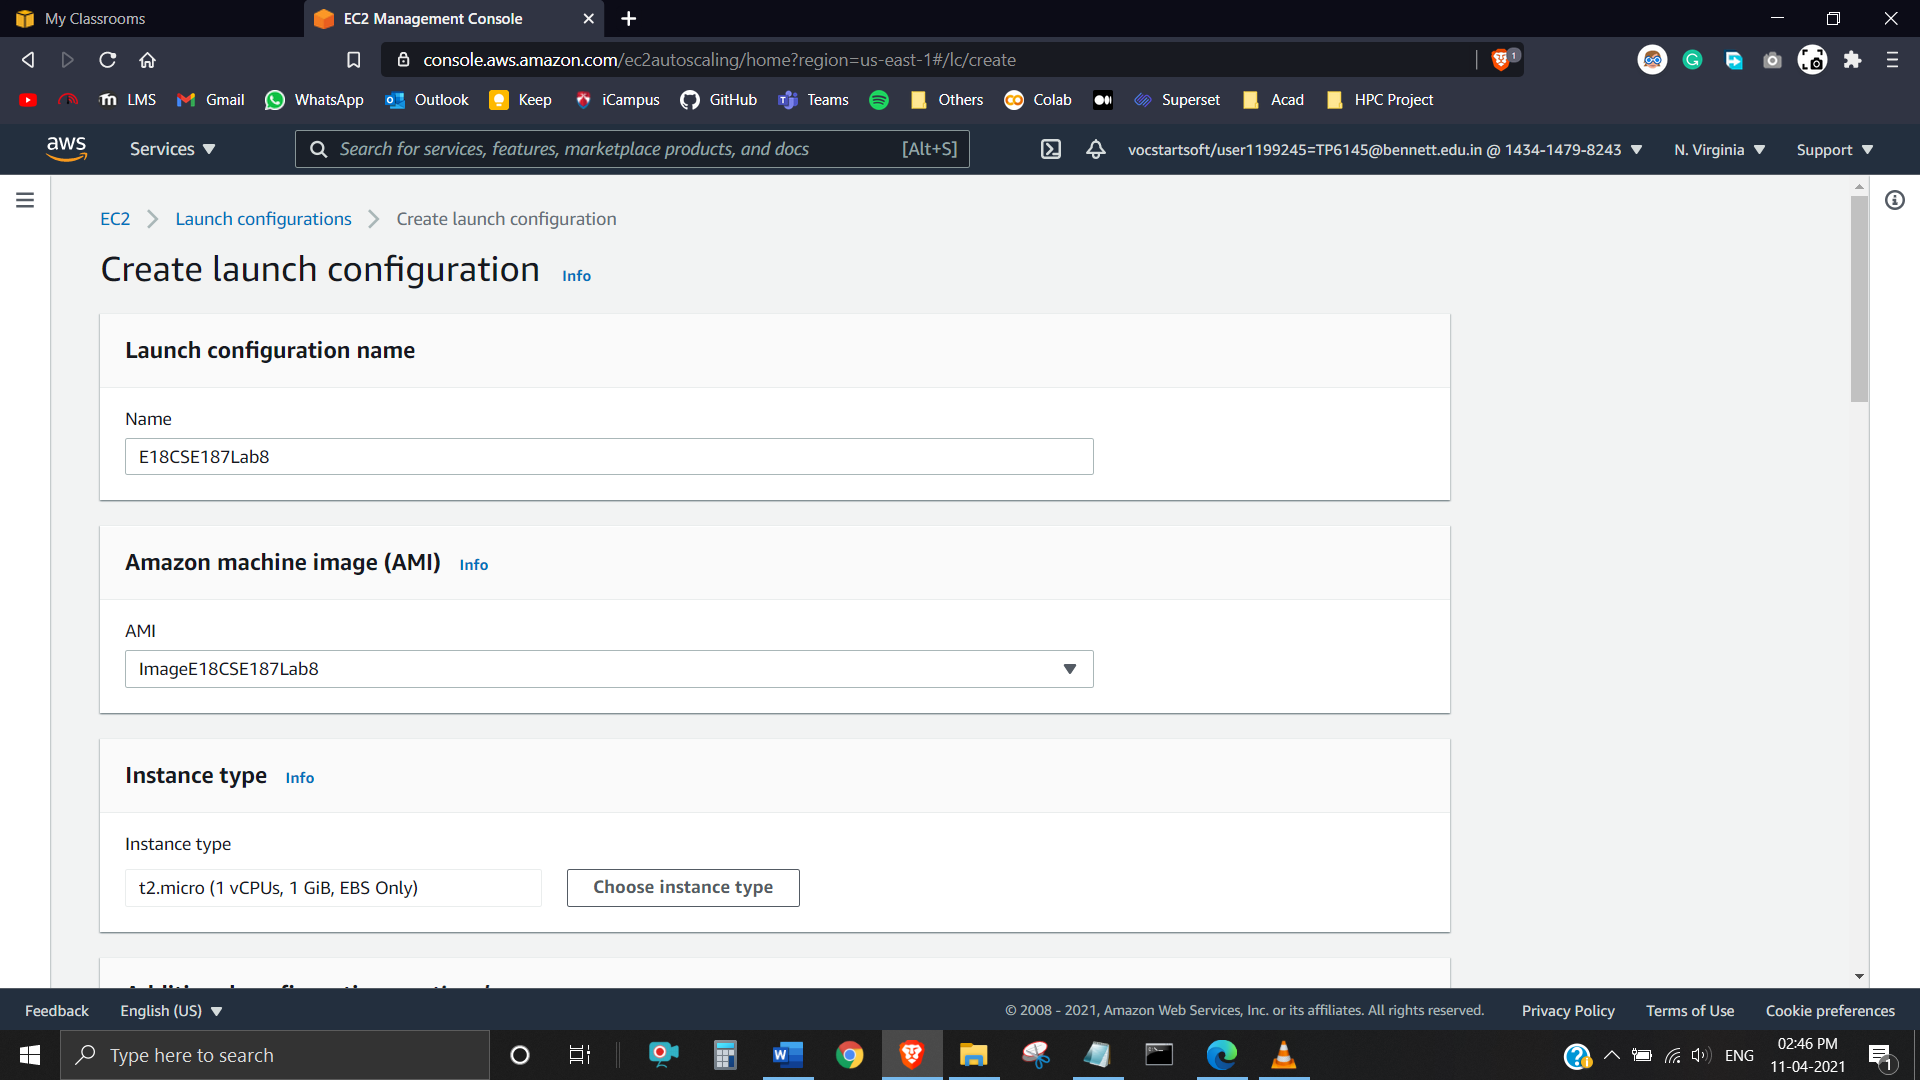 My Classrooms
EC2 Management Console
console.aws.amazon.com/ec2autoscaling/home?region=us-east-1#/lc/create
1
LMS Gmail WhatsApp Outlook Keep iCampus GitHub Teams Others Colab Superset Acad HPC Project
aws Services Search for services, features, marketplace products, and docs [Alt+S] vocstartsoft/user1199245=TP6145@bennett.edu.in @ 1434-1479-8243 N. Virginia Support
EC2 Launch configurations Create launch configuration
Create launch configuration Info
Launch configuration name
Name
E18CSE187Lab8
Amazon machine image (AMI) Info
AMI
ImageE18CSE187Lab8
Instance type Info
Instance type
t2.micro (1 vCPUs, 1 GiB, EBS Only) Choose instance type
Feedback English (US) © 2008 - 2021, Amazon Web Services, Inc. or its affiliates. All rights reserved. Privacy Policy Terms of Use Cookie preferences
Type here to search
ENG
02:46 PM
11-04-2021
1